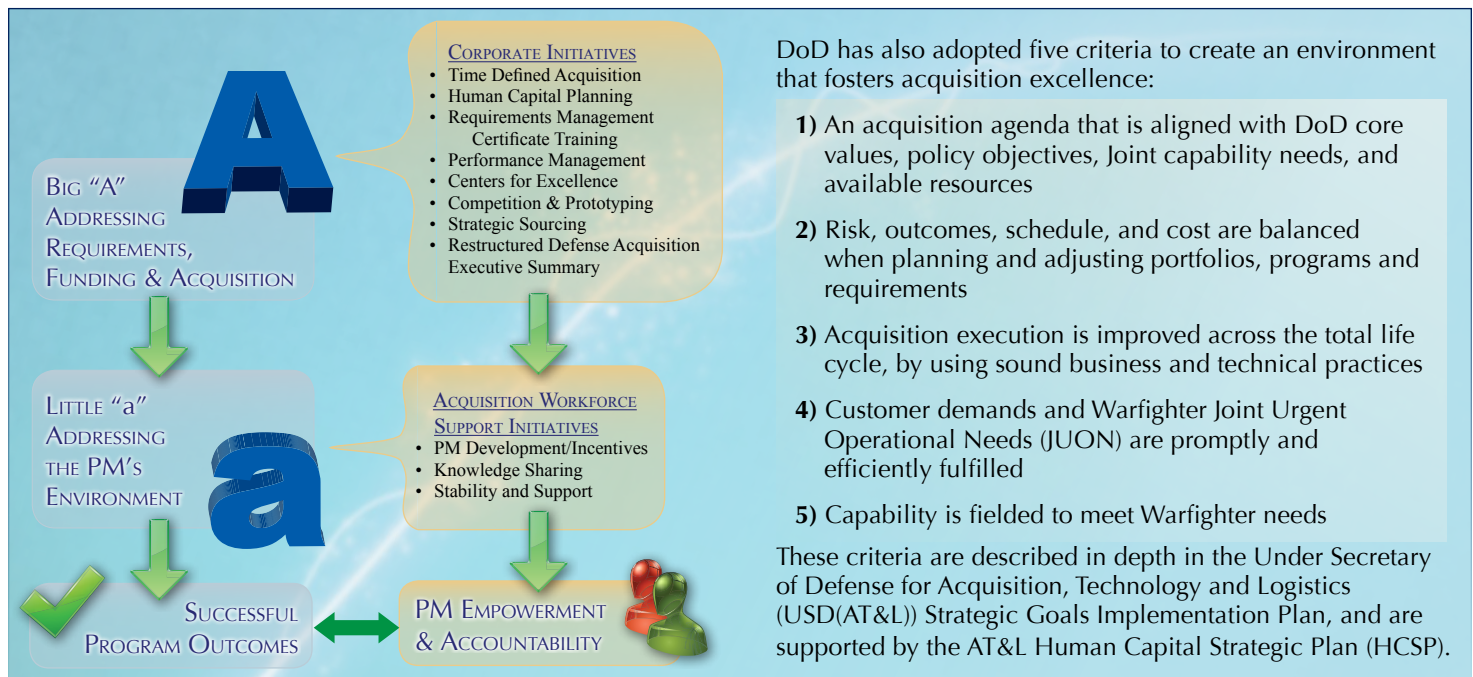 BIG "A"
ADDRESSING
REQUIREMENTS,
FUNDING & ACQUISITION
A
CORPORATE INITIATIVES
• Time Defined Acquisition
• Human Capital Planning
• Requirements Management
Certificate Training
• Performance Management
• Centers for Excellence
• Competition & Prototyping
• Strategic Sourcing
• Restructured Defense Acquisition
Executive Summary
LITTLE "a"
ADDRESSING
THE PM'S
ENVIRONMENT
a
ACQUISITION WORKFORCE
SUPPORT INITIATIVES
• PM Development/Incentives
• Knowledge Sharing
• Stability and Support
SUCCESSFUL
PROGRAM OUTCOMES
PM EMPOWERMENT
& ACCOUNTABILITY
DoD has also adopted five criteria to create an environment
that fosters acquisition excellence:
1) An acquisition agenda that is aligned with DoD core
values, policy objectives, Joint capability needs, and
available resources
2) Risk, outcomes, schedule, and cost are balanced
when planning and adjusting portfolios, programs and
requirements
3) Acquisition execution is improved across the total life
cycle, by using sound business and technical practices
4) Customer demands and Warfighter Joint Urgent
Operational Needs (JUON) are promptly and
efficiently fulfilled
5) Capability is fielded to meet Warfighter needs
These criteria are described in depth in the Under Secretary
of Defense for Acquisition, Technology and Logistics
(USD(AT&L)) Strategic Goals Implementation Plan, and are
supported by the AT&L Human Capital Strategic Plan (HCSP).